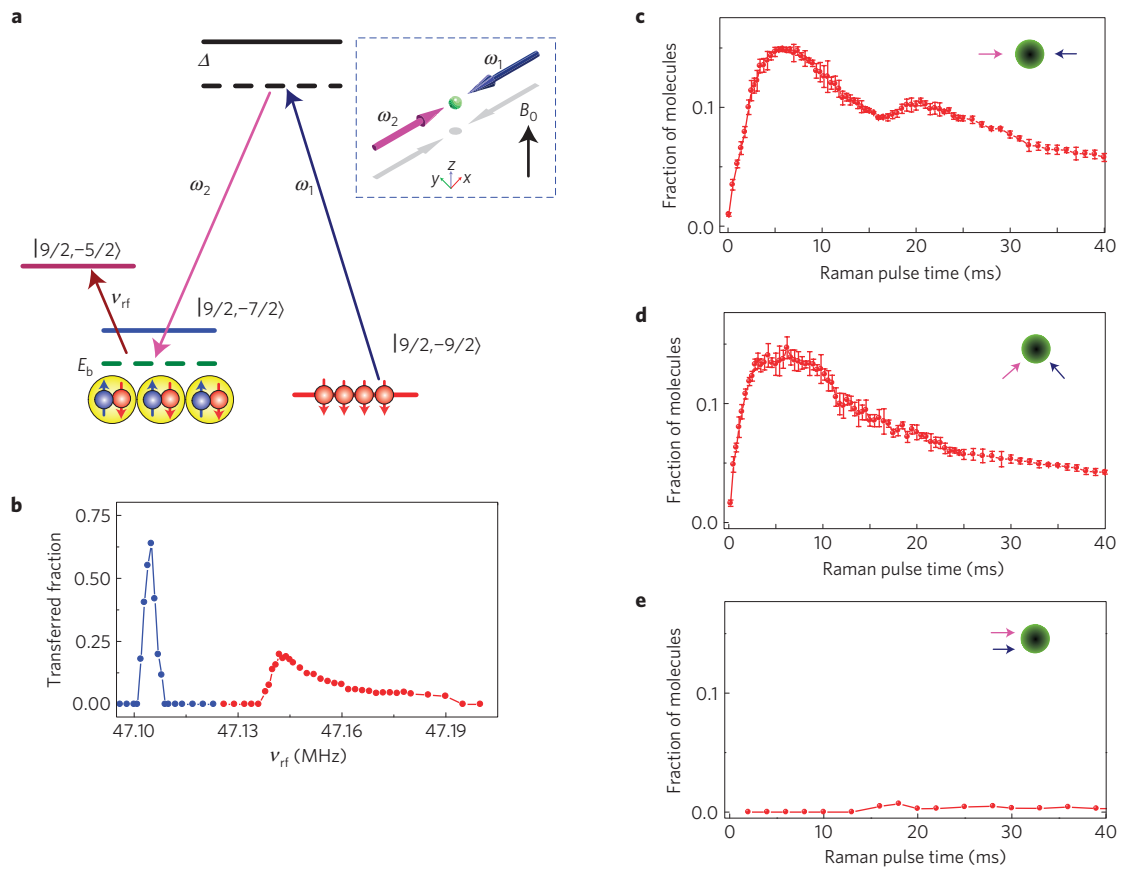 a
Δ
ω1
ω2
B0
z
y
x
ω2
ω1
|9/2,−5/2⟩
νrf
|9/2,−7/2⟩
|9/2,−9/2⟩
Eb
b
Transferred fraction
0.75
0.50
0.25
0.00
47.10
47.13
47.16
47.19
νrf (MHz)
c
Fraction of molecules
0.1
0.0
0
10
20
30
40
Raman pulse time (ms)
d
Fraction of molecules
0.1
0.0
0
10
20
30
40
Raman pulse time (ms)
e
Fraction of molecules
0.1
0.0
0
10
20
30
40
Raman pulse time (ms)